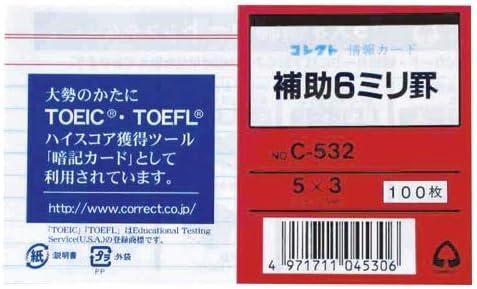 大勢のかたに
TOEIC®・TOEFL®
ハイスコア獲得ツール
「暗記カード」として
利用されています。
http://www.correct.co.jp/
「TOEIC」「TOEFL」はEducational Testing
Service(U.S.A.)の登録商標です。
紙 :説明書 プラ :外袋
PP
コレクト 情報カード
補助6ミリ罫
NO. C-532
5×3
100枚
4 971711 045306